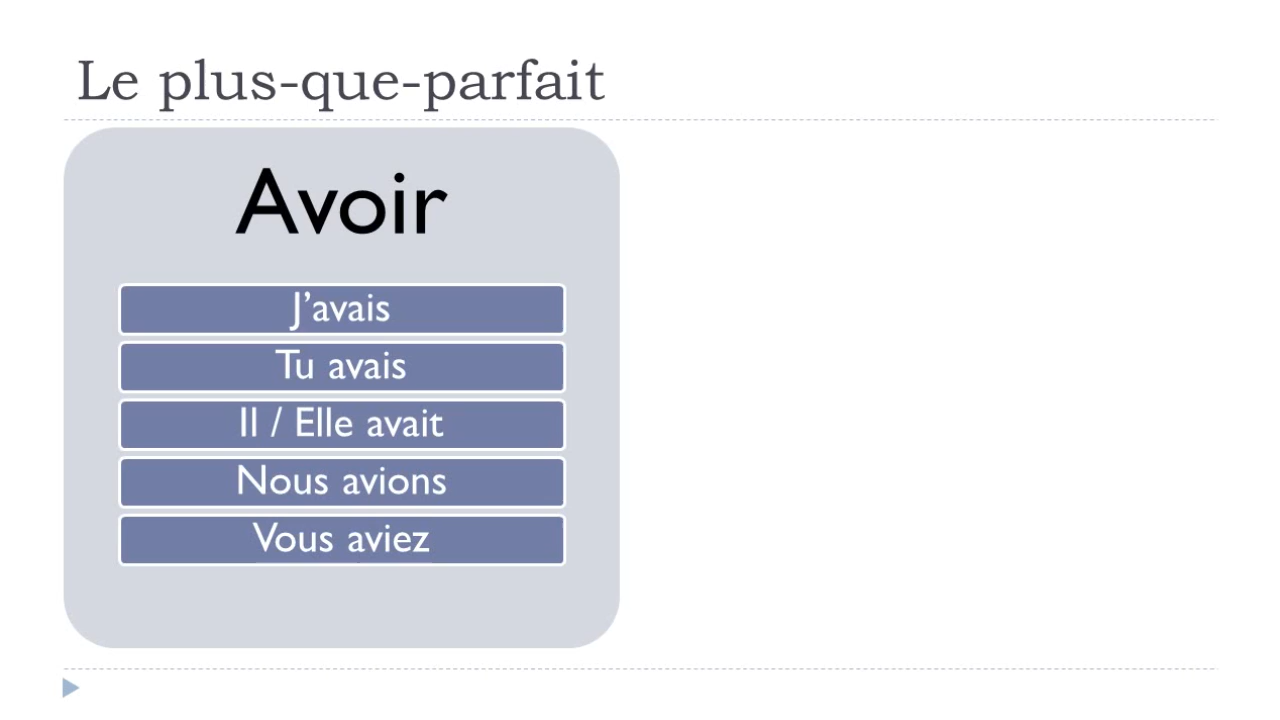 Le plus-que-parfait
Avoir
J’avais
Tu avais
Il / Elle avait
Nous avions
Vous aviez